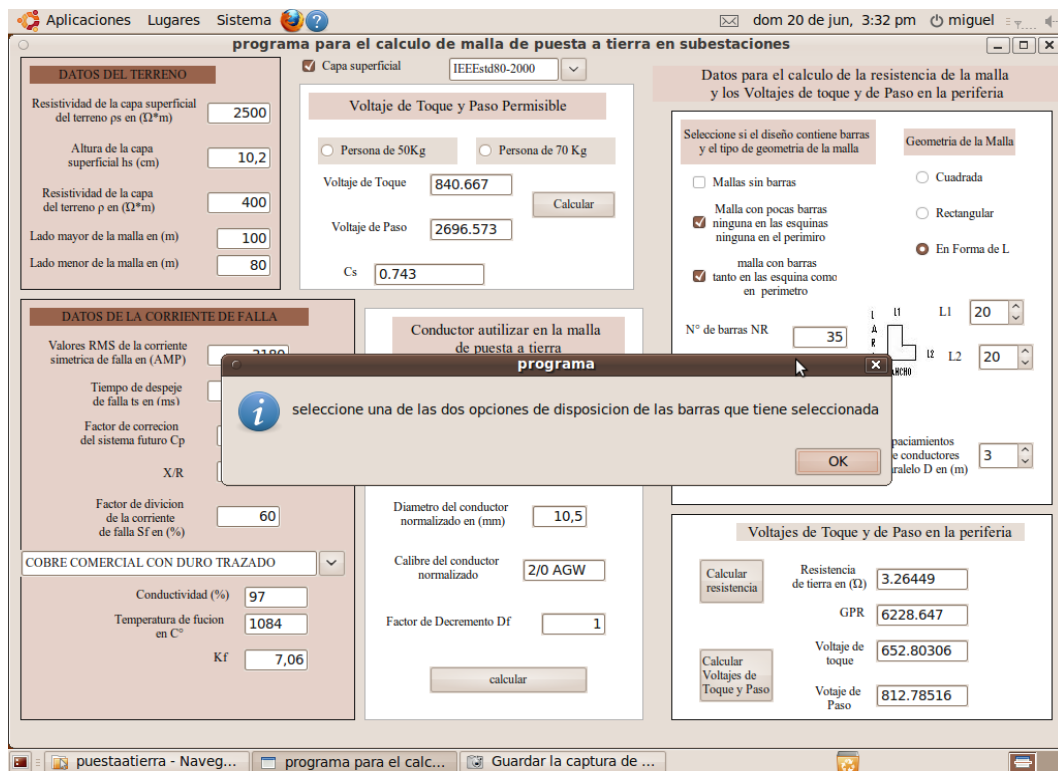 Aplicaciones Lugares Sistema
dom 20 de jun, 3:32 pm miguel
programa para el calculo de malla de puesta a tierra en subestaciones
DATOS DEL TERRENO
Resistividad de la capa superficial
del terreno ρs en (Ω*m)
2500
Altura de la capa
superficial hs (cm)
10,2
Resistividad de la capa
del terreno ρ en (Ω*m)
400
Lado mayor de la malla en (m)
100
Lado menor de la malla en (m)
80
Capa superficial
IEEEstd80-2000
Voltaje de Toque y Paso Permisible
Persona de 50Kg
Persona de 70 Kg
Voltaje de Toque
840.667
Calcular
Voltaje de Paso
2696.573
Cs
0.743
Datos para el calculo de la resistencia de la malla
y los Voltajes de toque y de Paso en la periferia
Seleccione si el diseño contiene barras
y el tipo de geometria de la malla
Mallas sin barras
Malla con pocas barras
ninguna en las esquinas
ninguna en el perimiro
malla con barras
tanto en las esquina como
en perimetro
Geometria de la Malla
Cuadrada
Rectangular
En Forma de L
N° de barras NR
35
L
A
R
l1
l2
L1
20
L2
20
ANCHO
paciamientos
e conductores
ralelo D en (m)
3
DATOS DE LA CORRIENTE DE FALLA
Valores RMS de la corriente
simetrica de falla en (AMP)
Tiempo de despeje
de falla ts en (ms)
Factor de correcion
del sistema futuro Cp
X/R
Factor de divicion
de la corriente
de falla Sf en (%)
60
COBRE COMERCIAL CON DURO TRAZADO
Conductividad (%)
97
Temperatura de fucion
en C°
1084
Kf
7,06
Conductor autilizar en la malla
de puesta a tierra
programa
seleccione una de las dos opciones de disposicion de las barras que tiene seleccionada
OK
Diametro del conductor
normalizado en (mm)
10,5
Calibre del conductor
normalizado
2/0 AGW
Factor de Decremento Df
1
calcular
Voltajes de Toque y de Paso en la periferia
Calcular
resistencia
Resistencia
de tierra en (Ω)
3.26449
GPR
6228.647
Calcular
Voltajes de
Toque y Paso
Voltaje de
toque
652.80306
Votaje de
Paso
812.78516
puestaatierra - Naveg...
programa para el calc...
Guardar la captura de ...